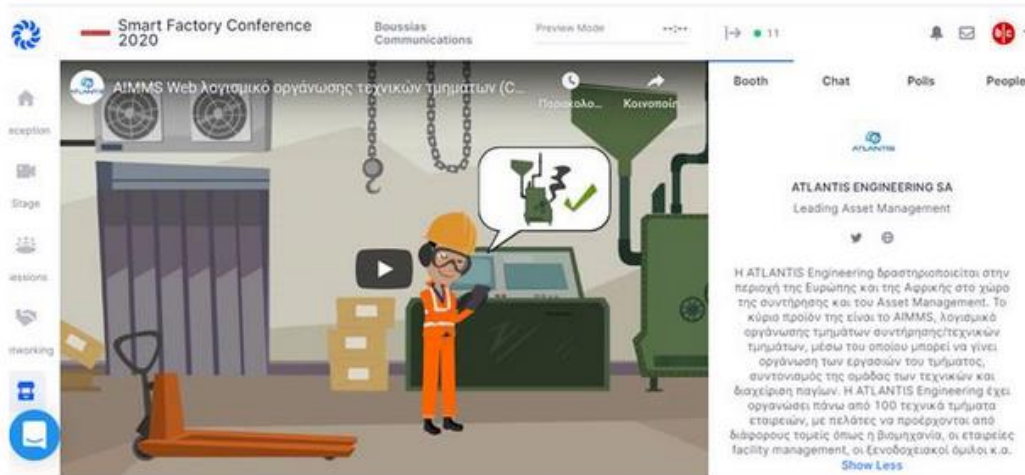 Smart Factory Conference
2020
Boussias
Communications
Preview Mode
--:--
11
eception
Stage
essions
tworking
AIMMS Web λογισμικό οργάνωσης τεχνικών τμημάτων (C...
Παρακολο...
Κοινοποίη...
Booth
Chat
Polls
People
b|c
ATLANTIS
ATLANTIS ENGINEERING SA
Leading Asset Management
Η ATLANTIS Engineering δραστηριοποιείται στην
περιοχή της Ευρώπης και της Αφρικής στο χώρο
της συντήρησης και του Asset Management. Το
κύριο προϊόν της είναι το AIMMS, λογισμικό
οργάνωσης τμημάτων συντήρησης/τεχνικών
τμημάτων, μέσω του οποίου μπορεί να γίνει
οργάνωση των εργασιών του τμήματος,
συντονισμός της ομάδας των τεχνικών και
διαχείριση παγίων. Η ATLANTIS Engineering έχει
οργανώσει πάνω από 100 τεχνικά τμήματα
εταιρειών, με πελάτες να προέρχονται από
διάφορους τομείς όπως η βιομηχανία, οι εταιρείες
facility management, οι ξενοδοχειακοί όμιλοι κ.α.
Show Less